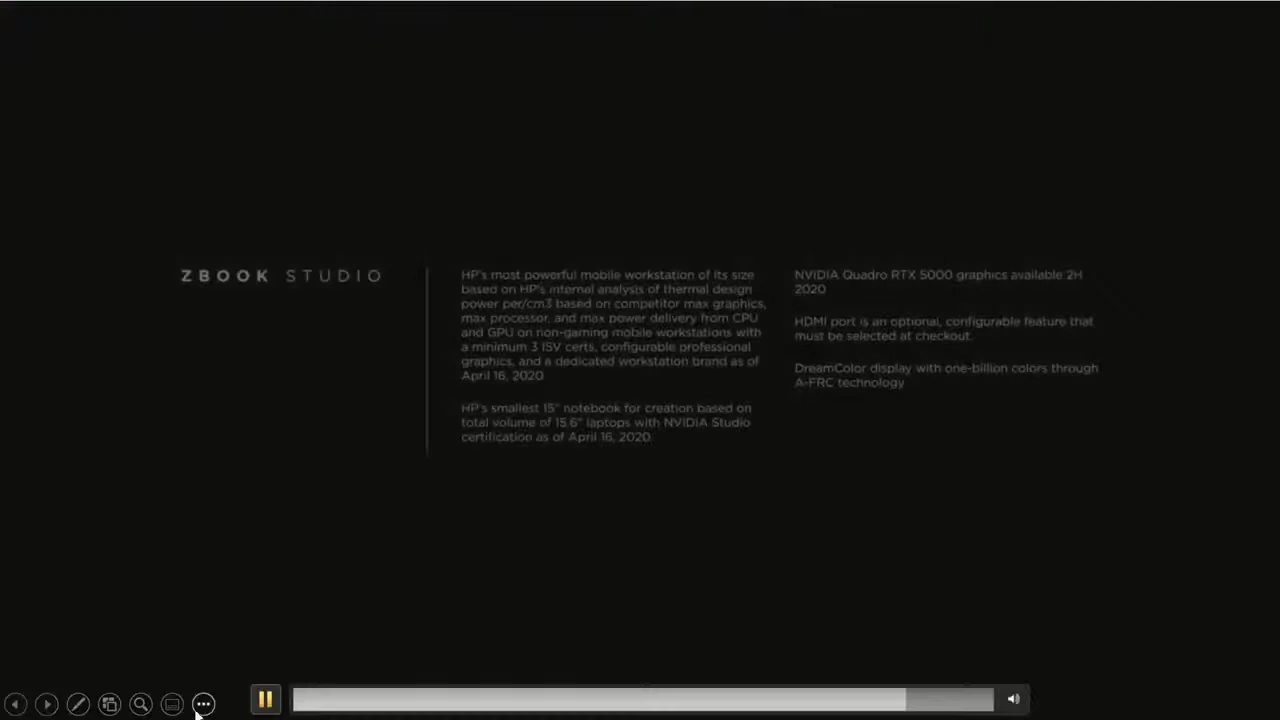 ZBOOK STUDIO
HP's most powerful mobile workstation of its size
based on HP's internal analysis of thermal design
power per/cm3 based on competitor max graphics,
max processor, and max power delivery from CPU
and GPU on non-gaming mobile workstations with
a minimum 3 ISV certs, configurable professional
graphics, and a dedicated workstation brand as of
April 16, 2020
HP's smallest 15" notebook for creation based on
total volume of 15.6" laptops with NVIDIA Studio
certification as of April 16, 2020.
NVIDIA Quadro RTX 5000 graphics available 2H
2020
HDMI port is an optional, configurable feature that
must be selected at checkout.
DreamColor display with one-billion colors through
A-FRC technology